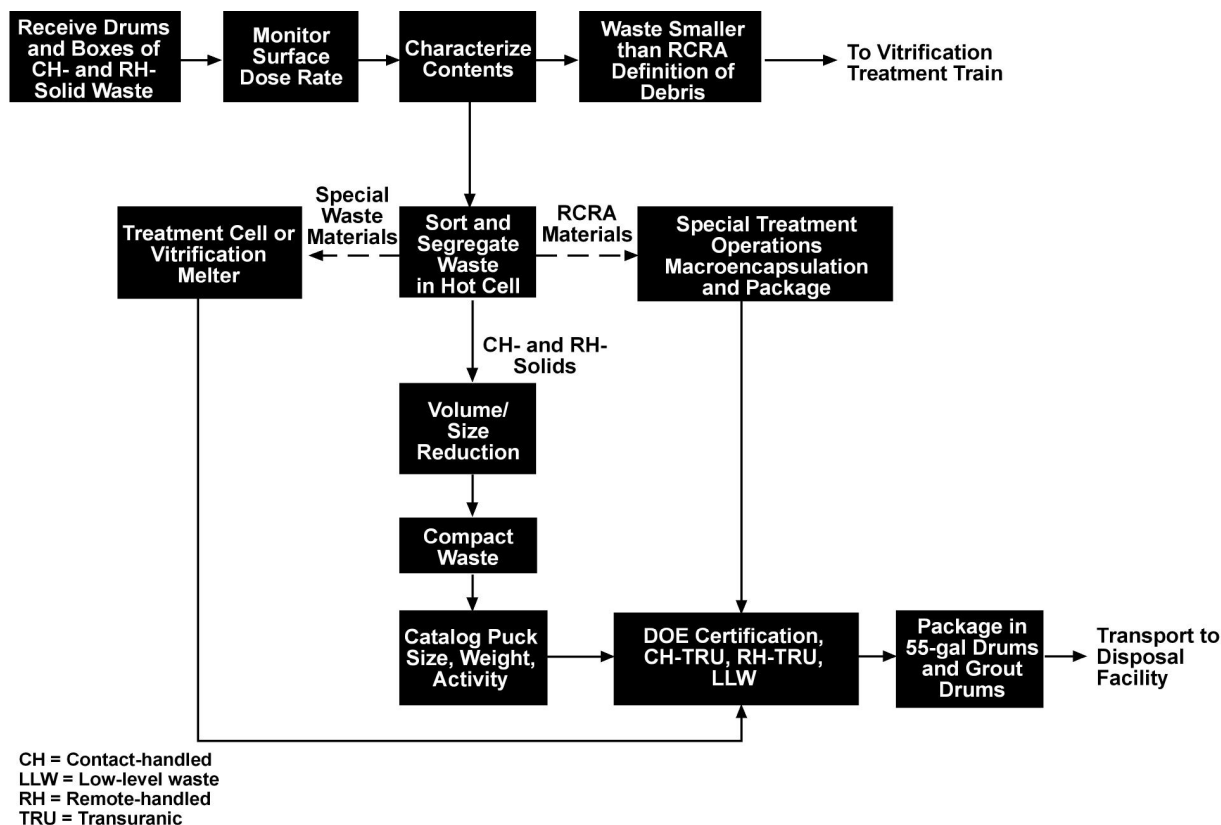 Receive Drums
and Boxes of
CH- and RH-
Solid Waste
Monitor
Surface
Dose Rate
Characterize
Contents
Waste Smaller
than RCRA
Definition of
Debris
To Vitrification
Treatment Train
Special
Waste
Materials
RCRA
Materials
Treatment Cell or
Vitrification
Melter
Sort and
Segregate
Waste
in Hot Cell
Special Treatment
Operations
Macroencapsulation
and Package
CH- and RH-
Solids
Volume/
Size
Reduction
Compact
Waste
Catalog Puck
Size, Weight,
Activity
DOE Certification,
CH-TRU, RH-TRU,
LLW
Package in
55-gal Drums
and Grout
Drums
Transport to
Disposal
Facility
CH = Contact-handled
LLW = Low-level waste
RH = Remote-handled
TRU = Transuranic